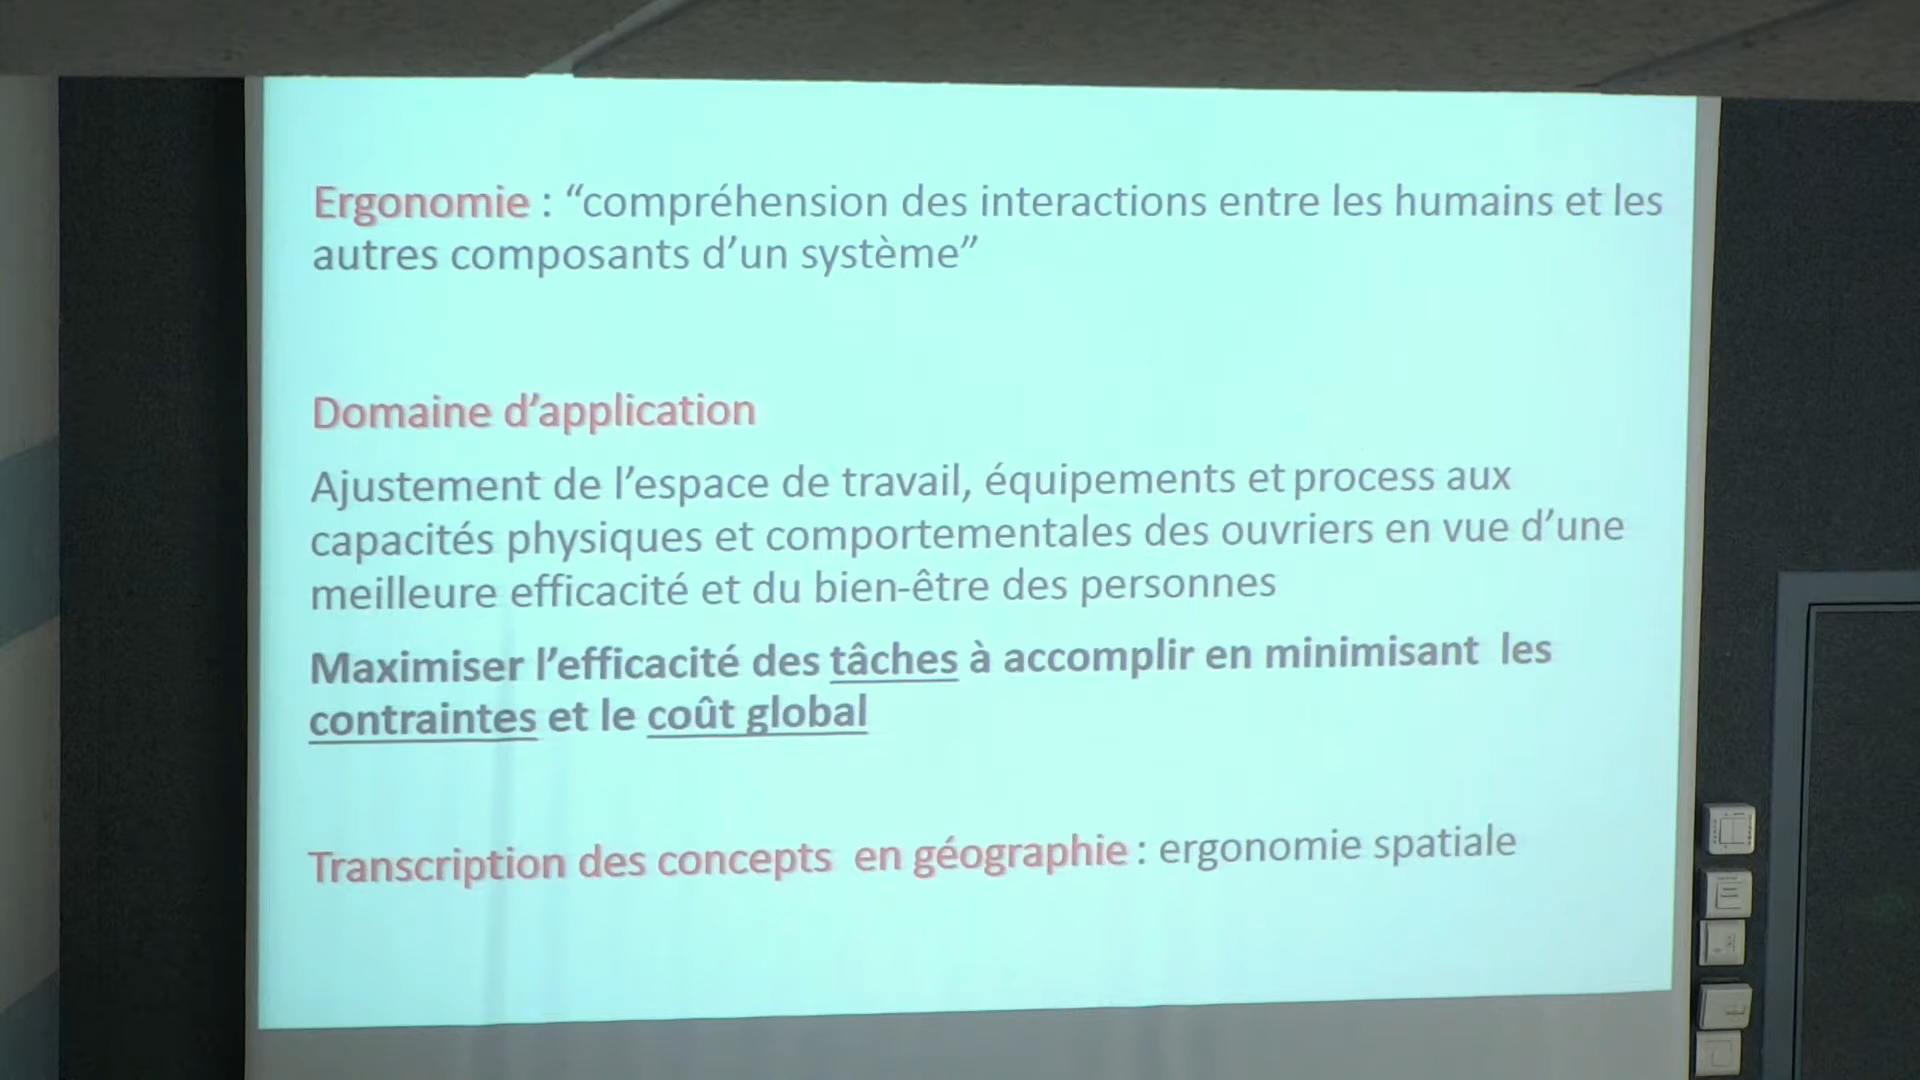 Ergonomie : “compréhension des interactions entre les humains et les
autres composants d’un système”
Domaine d’application
Ajustement de l’espace de travail, équipements et process aux
capacités physiques et comportementales des ouvriers en vue d’une
meilleure efficacité et du bien-être des personnes
Maximiser l’efficacité des tâches à accomplir en minimisant les
contraintes et le coût global
Transcription des concepts en géographie : ergonomie spatiale